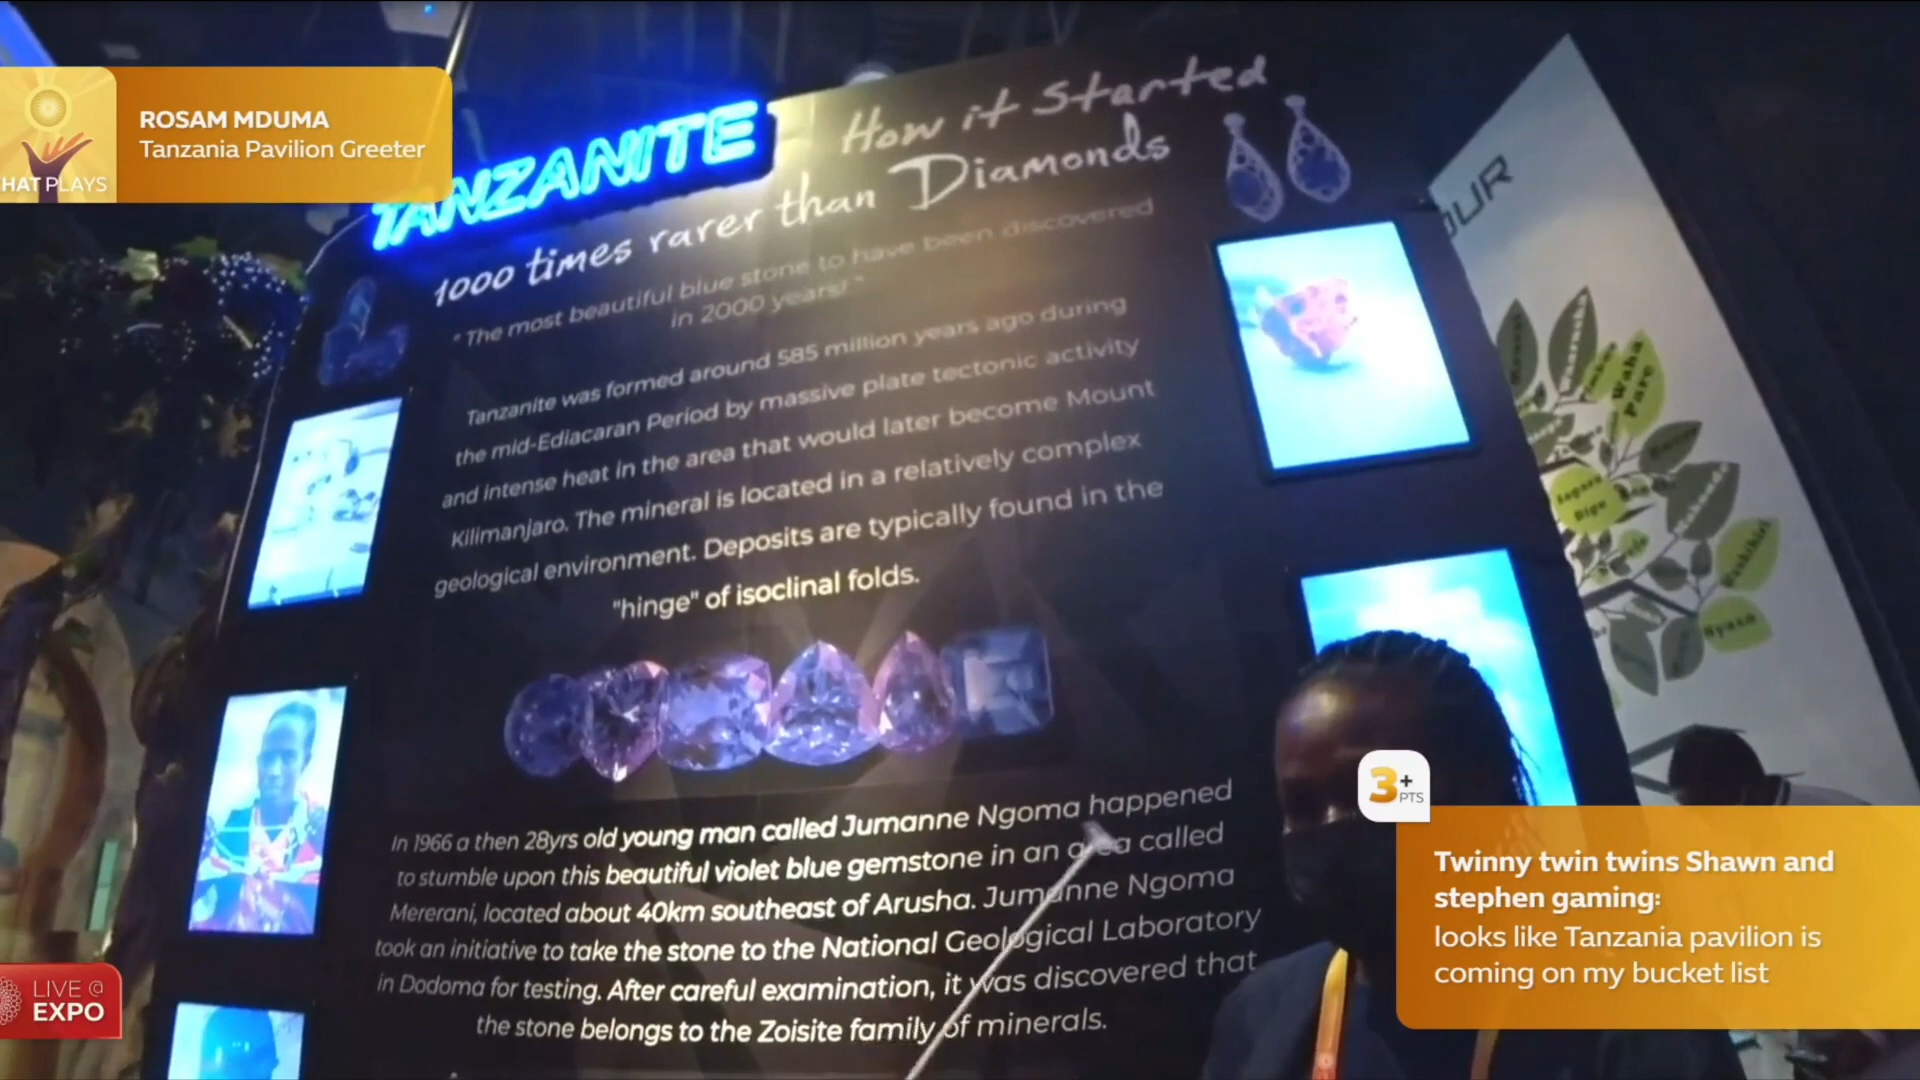 ROSAM MDUMA
Tanzania Pavilion Greeter
HAT PLAYS
TANZANITE
How it Started
1000 times rarer than Diamonds
"The most beautiful blue stone to have been discovered
in 2000 years!"
Tanzanite was formed around 585 million years ago during
the mid-Ediacaran Period by massive plate tectonic activity
and intense heat in the area that would later become Mount
Kilimanjaro. The mineral is located in a relatively complex
geological environment. Deposits are typically found in the
"hinge" of isoclinal folds.
In 1966 a then 28yrs old young man called Jumanne Ngoma happened
to stumble upon this beautiful violet blue gemstone in an area called
Mererani, located about 40km southeast of Arusha. Jumanne Ngoma
took an initiative to take the stone to the National Geological Laboratory
in Dodoma for testing. After careful examination, it was discovered that
the stone belongs to the Zoisite family of minerals.
OUR
Waha
Pare
3+
PTS
Twinny twin twins Shawn and
stephen gaming:
looks like Tanzania pavilion is
coming on my bucket list
LIVE @
EXPO